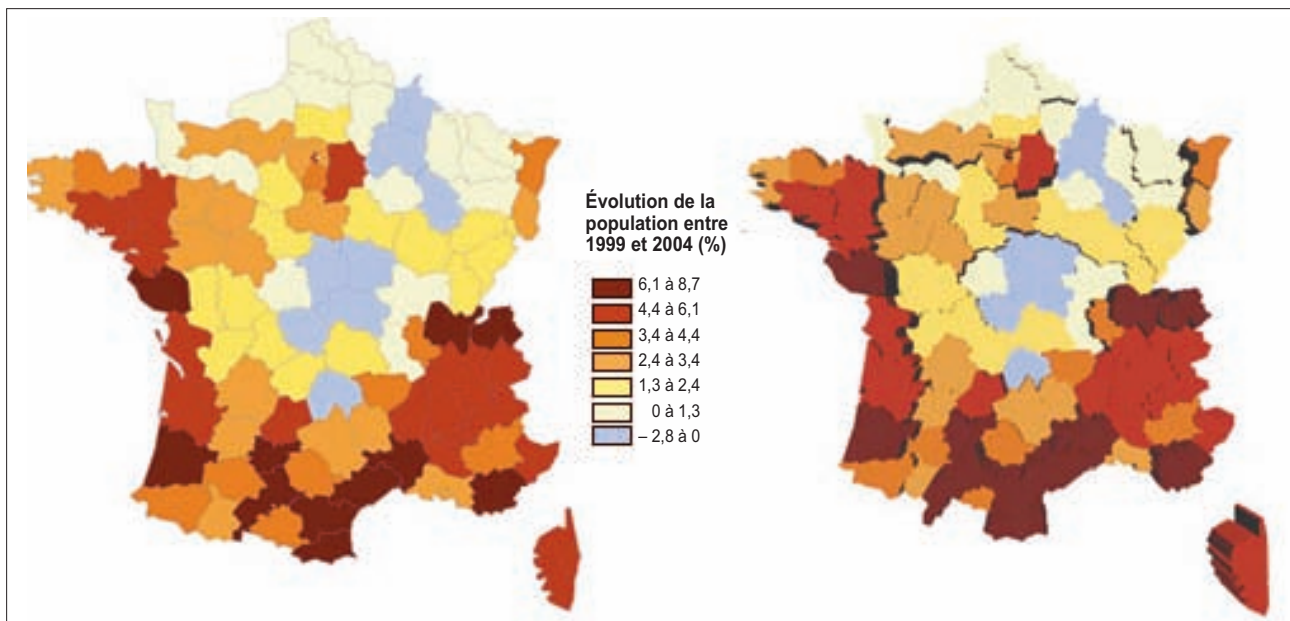 Évolution de la
population entre
1999 et 2004 (%)
6,1 à 8,7
4,4 à 6,1
3,4 à 4,4
2,4 à 3,4
1,3 à 2,4
0 à 1,3
– 2,8 à 0